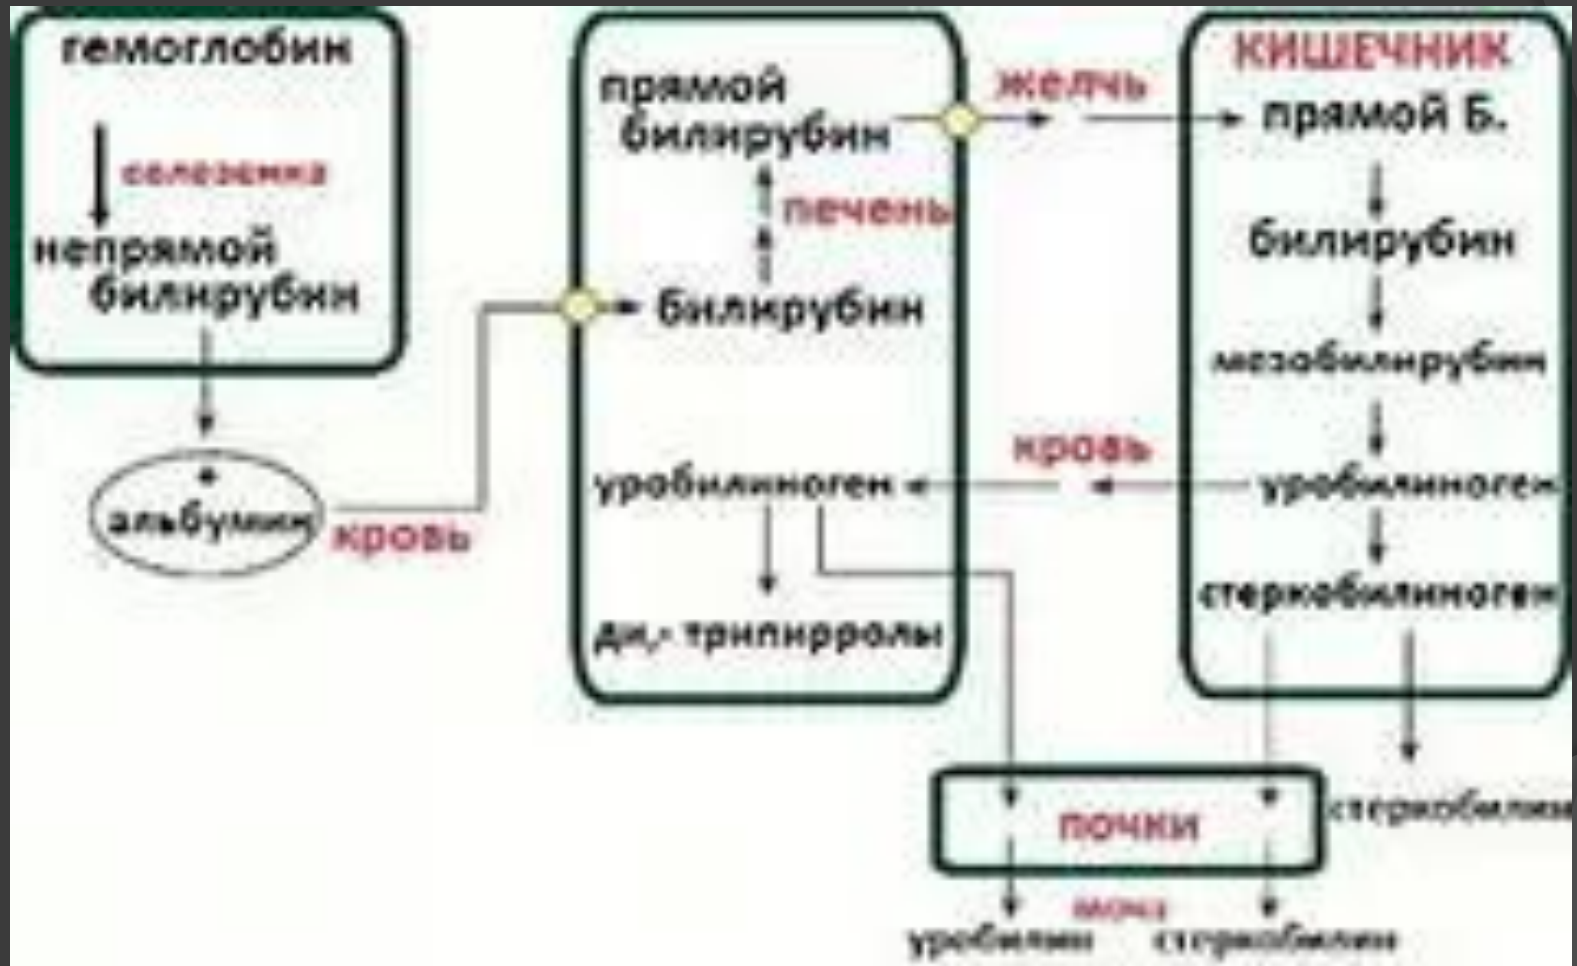 гемоглобин
селезенка
непрямой
билирубин
альбумин
кровь
прямой
билирубин
печень
билирубин
уробилиноген
ди,- трипирролы
желчь
кровь
КИШЕЧНИК
прямой Б.
билирубин
мезобилирубин
уробилиноген
стеркобилиноген
стеркобилин
почки
моча
уробилин стеркобилин